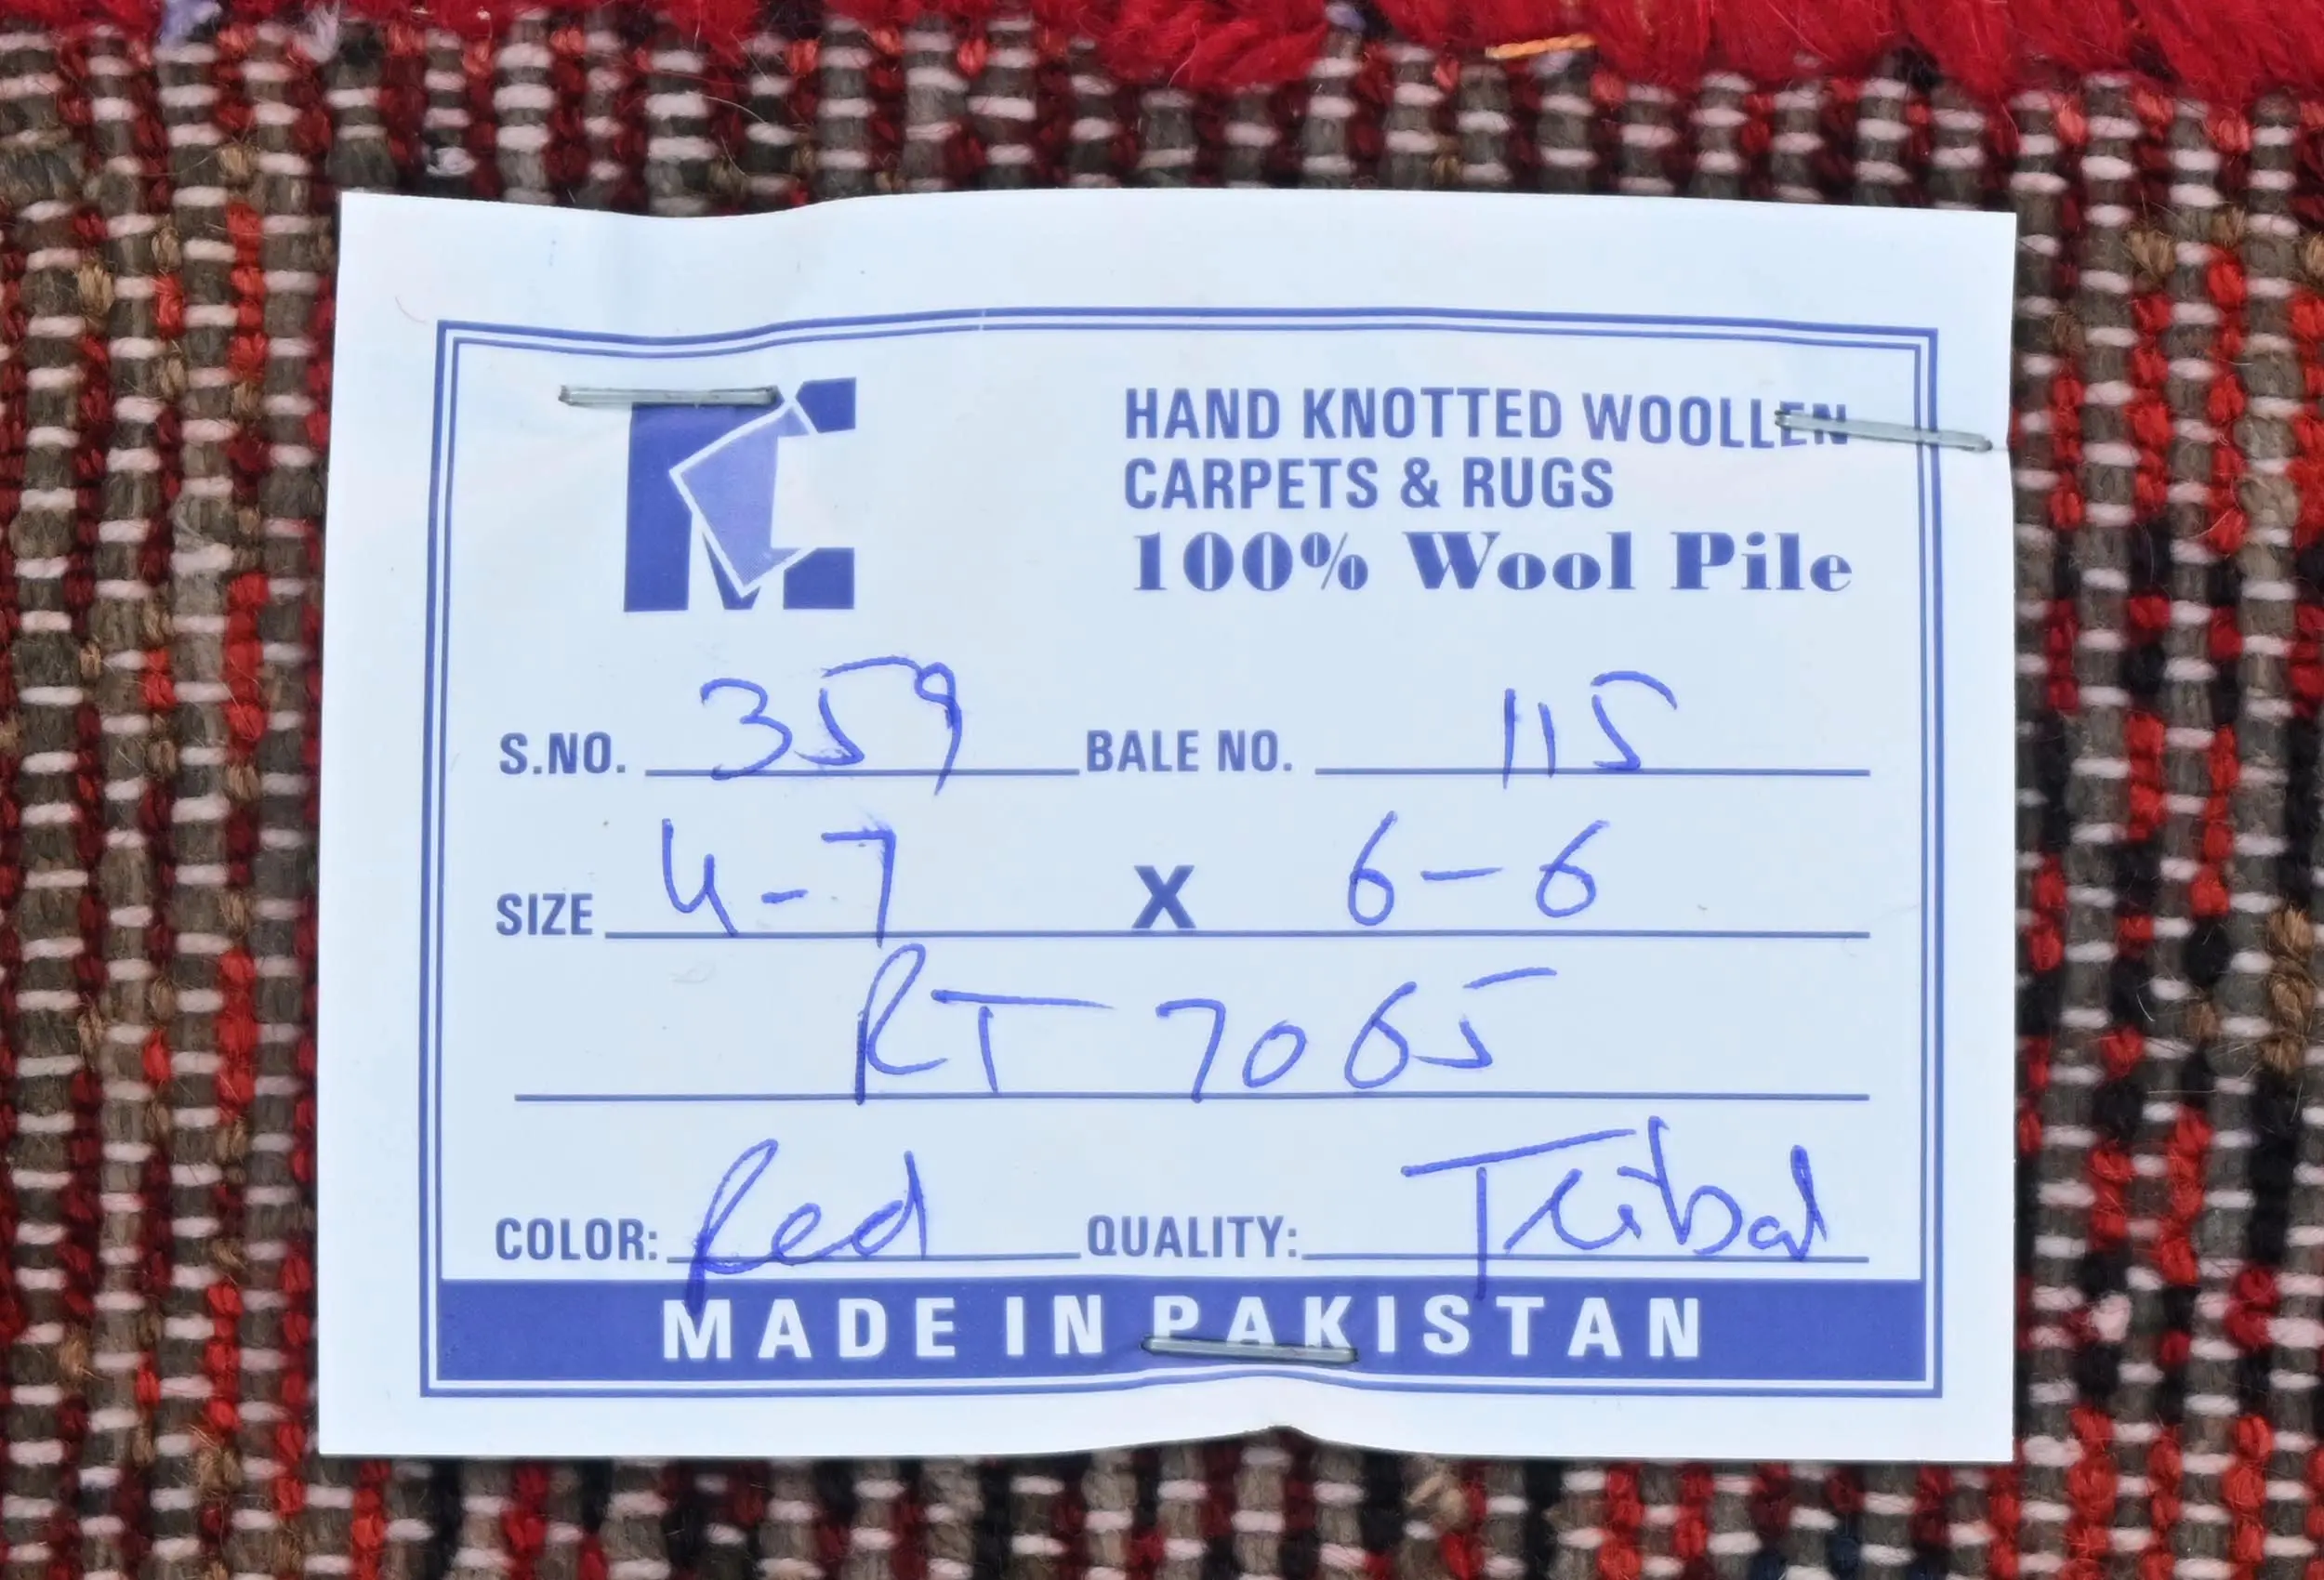 HAND KNOTTED WOOLLEN
CARPETS & RUGS
100% Wool Pile
S.NO. 359 BALE NO. 115
SIZE 4-7 X 6-6
RT 7065
COLOR: Red QUALITY: Tribal
MADE IN PAKISTAN